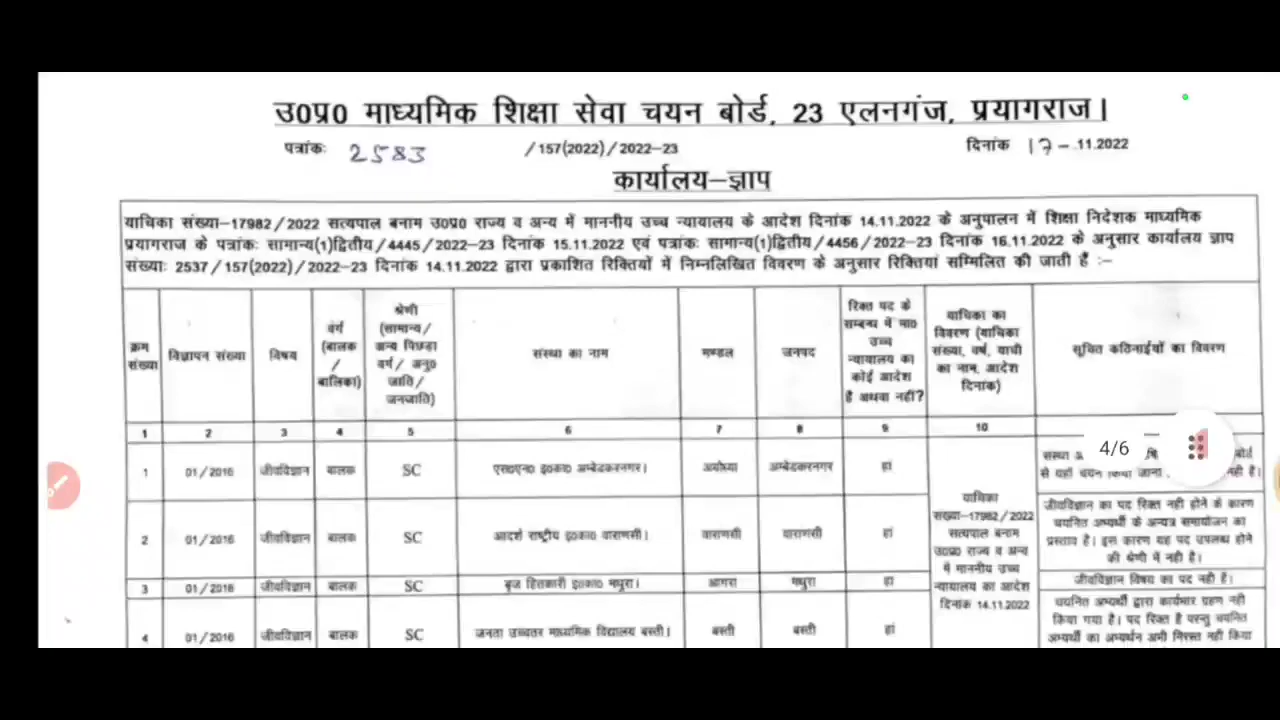 उ0प्र0 माध्यमिक शिक्षा सेवा चयन बोर्ड, 23 एलनगंज, प्रयागराज।
पत्रांकः 2583 /157(2022)/2022-23 दिनांक 17-.11.2022
कार्यालय-ज्ञाप
याचिका संख्या-17982/2022 सत्यपाल बनाम उ0प्र0 राज्य व अन्य में माननीय उच्च न्यायालय के आदेश दिनांक 14.11.2022 के अनुपालन में शिक्षा निदेशक माध्यमिक
प्रयागराज के पत्रांकः सामान्य(1)द्वितीय/4445/2022-23 दिनांक 15.11.2022 एवं पत्रांकः सामान्य(1)द्वितीय/4456/2022-23 दिनांक 16.11.2022 के अनुसार कार्यालय ज्ञाप
संख्याः 2537/157(2022)/2022-23 दिनांक 14.11.2022 द्वारा प्रकाशित रिक्तियों में निम्नलिखित विवरण के अनुसार रिक्तियां सम्मिलित की जाती हैं :-
क्रम
संख्या
विज्ञापन संख्या
विषय
वर्ग
(बालक
/
बालिका)
श्रेणी
(सामान्य/
अन्य पिछड़ा
वर्ग/ अनु0
जाति/
जनजाति)
संस्था का नाम
मण्डल
जनपद
रिक्त पद के
सम्बन्ध में मा0
उच्च
न्यायालय का
कोई आदेश
है अथवा नहीं?
याचिका का
विवरण (याचिका
संख्या, वर्ष, याची
का नाम, आदेश
दिनांक)
सूचित कठिनाईयों का विवरण
1 2 3 4 5 6 7 8 9 10
4/6
1 01/2016 जीवविज्ञान बालक SC एस0एन0 इ0का0 अम्बेडकरनगर। अयोध्या अम्बेडकरनगर हां
संस्था बोर्ड
से यहाँ चयन किया जाना नही है।
2 01/2016 जीवविज्ञान बालक SC आदर्श राष्ट्रीय इ0का0 वाराणसी। वाराणसी वाराणसी हां
याचिका
संख्या-17982/2022
सत्यपाल बनाम
उ0प्र0 राज्य व अन्य
में माननीय उच्च
न्यायालय का आदेश
दिनांक 14.11.2022
जीवविज्ञान का पद रिक्त नही होने के कारण
चयनित अभ्यर्थी के अन्यत्र समायोजन का
प्रस्ताव है। इस कारण यह पद उपलब्ध होने
की श्रेणी में नही है।
3 01/2016 जीवविज्ञान बालक SC बृज हितकारी इ0का0 मथुरा। आगरा मथुरा हां
जीवविज्ञान विषय का पद नही है।
4 01/2016 जीवविज्ञान बालक SC जनता उच्चतर माध्यमिक विद्यालय बस्ती। बस्ती बस्ती हां
चयनित अभ्यर्थी द्वारा कार्यभार ग्रहण नही
किया गया है। पद रिक्त है परन्तु चयनित
अभ्यर्थी का अभ्यर्थन अभी निरस्त नही किया